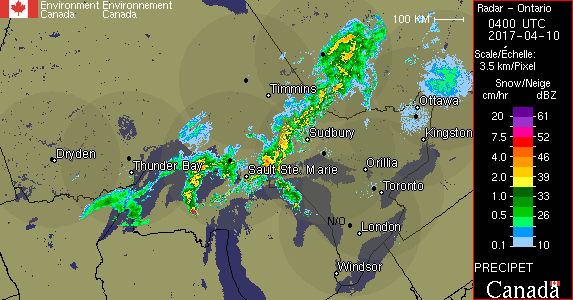 Environment Environnement
Canada Canada
100 KM
Timmins
Ottawa
Sudbury
Kingston
Dryden
Thunder Bay
Sault Ste. Marie
Orillia
Toronto
N/O
London
Windsor
Radar - Ontario
0400 UTC
2017-04-10
Scale/Échelle:
3.5 km/Pixel
Snow/Neige
cm/hr dBZ
20 61
7.5 52
4.0 46
2.0 39
1.0 33
0.5 26
0.1 10
PRECIPET
Canada